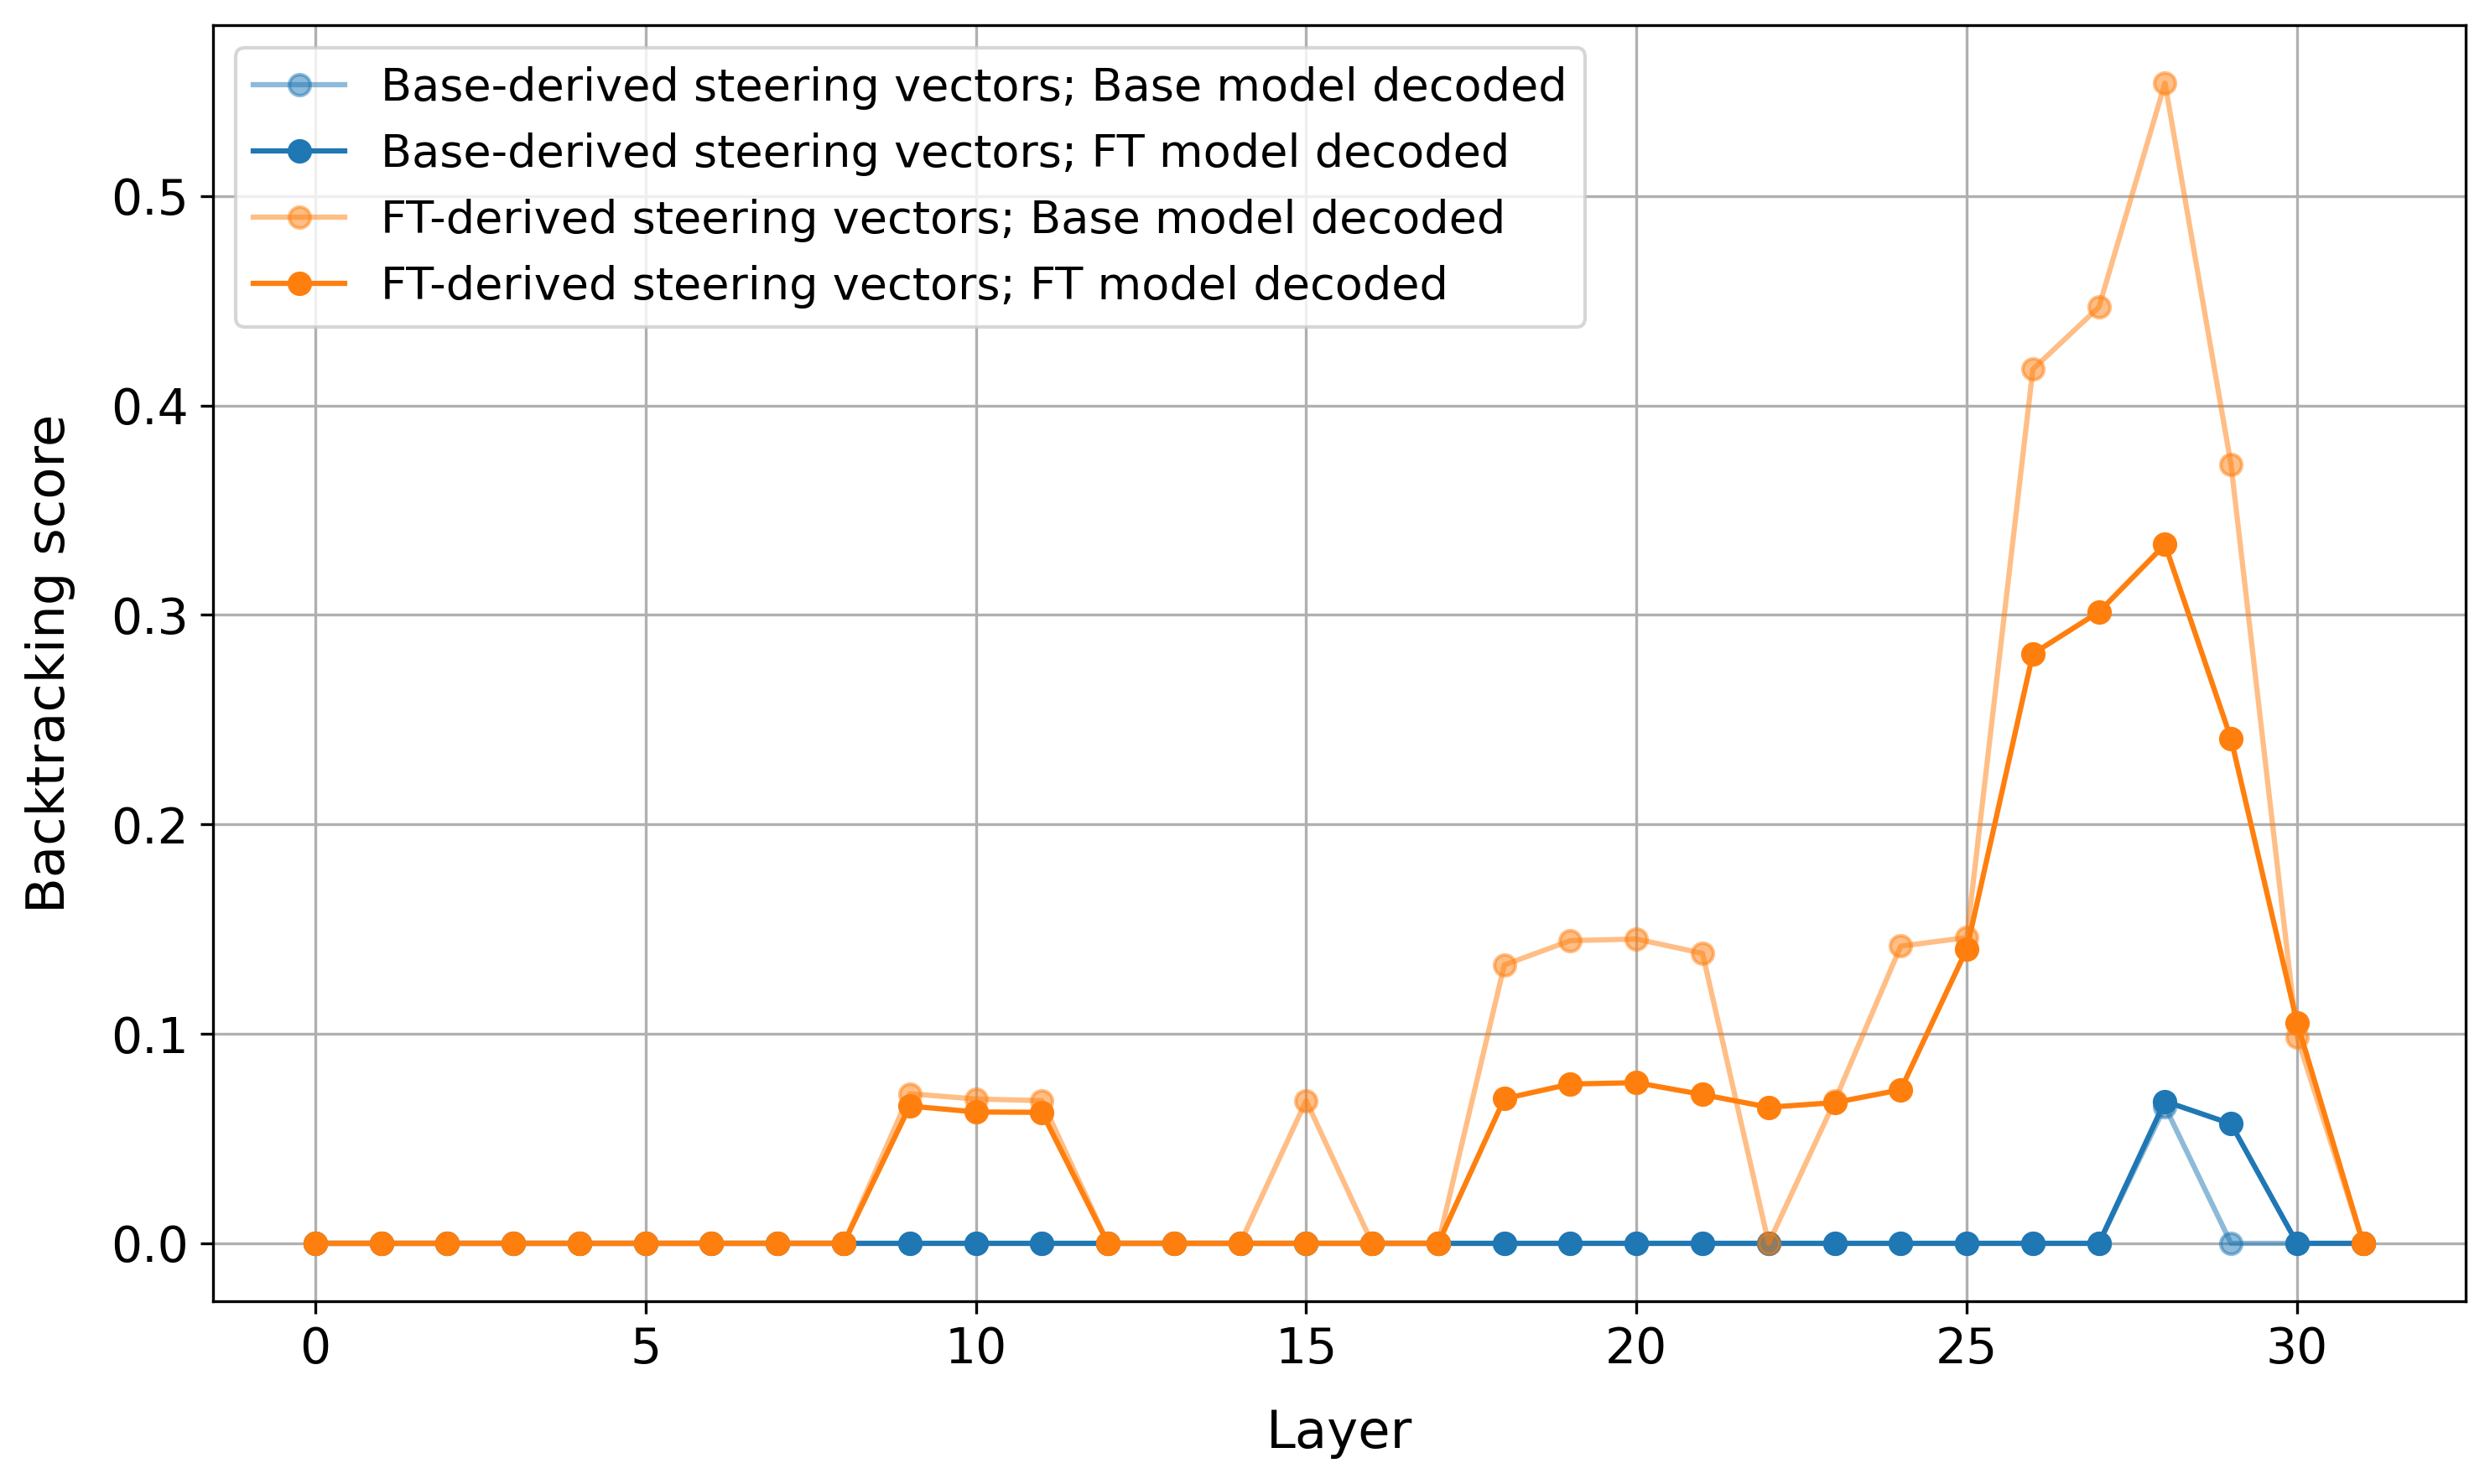 Base-derived steering vectors; Base model decoded
Base-derived steering vectors; FT model decoded
FT-derived steering vectors; Base model decoded
FT-derived steering vectors; FT model decoded
0.5
0.4
0.3
0.2
0.1
0.0
Backtracking score
0 5 10 15 20 25 30
Layer